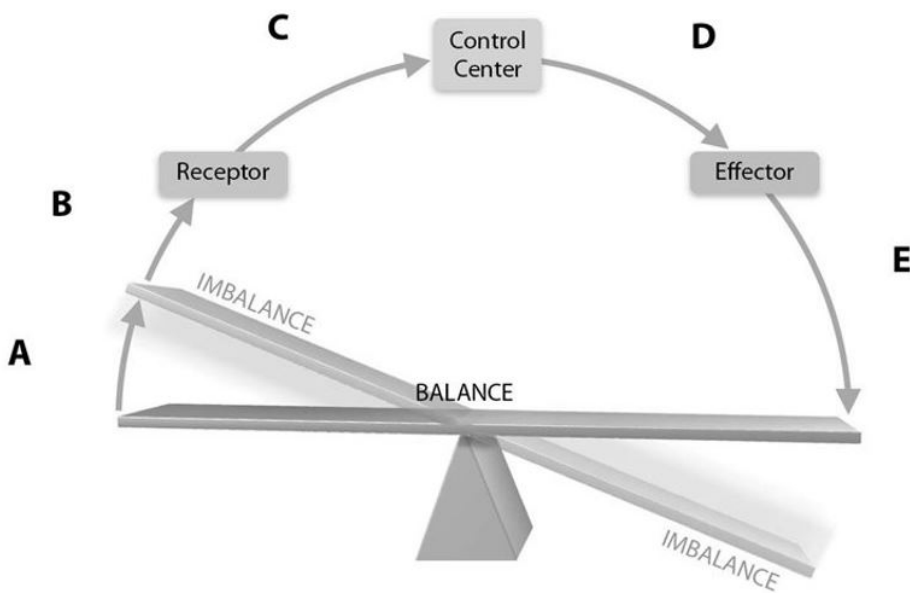 C
Control
Center
D
Receptor
Effector
B
E
IMBALANCE
A
BALANCE
IMBALANCE